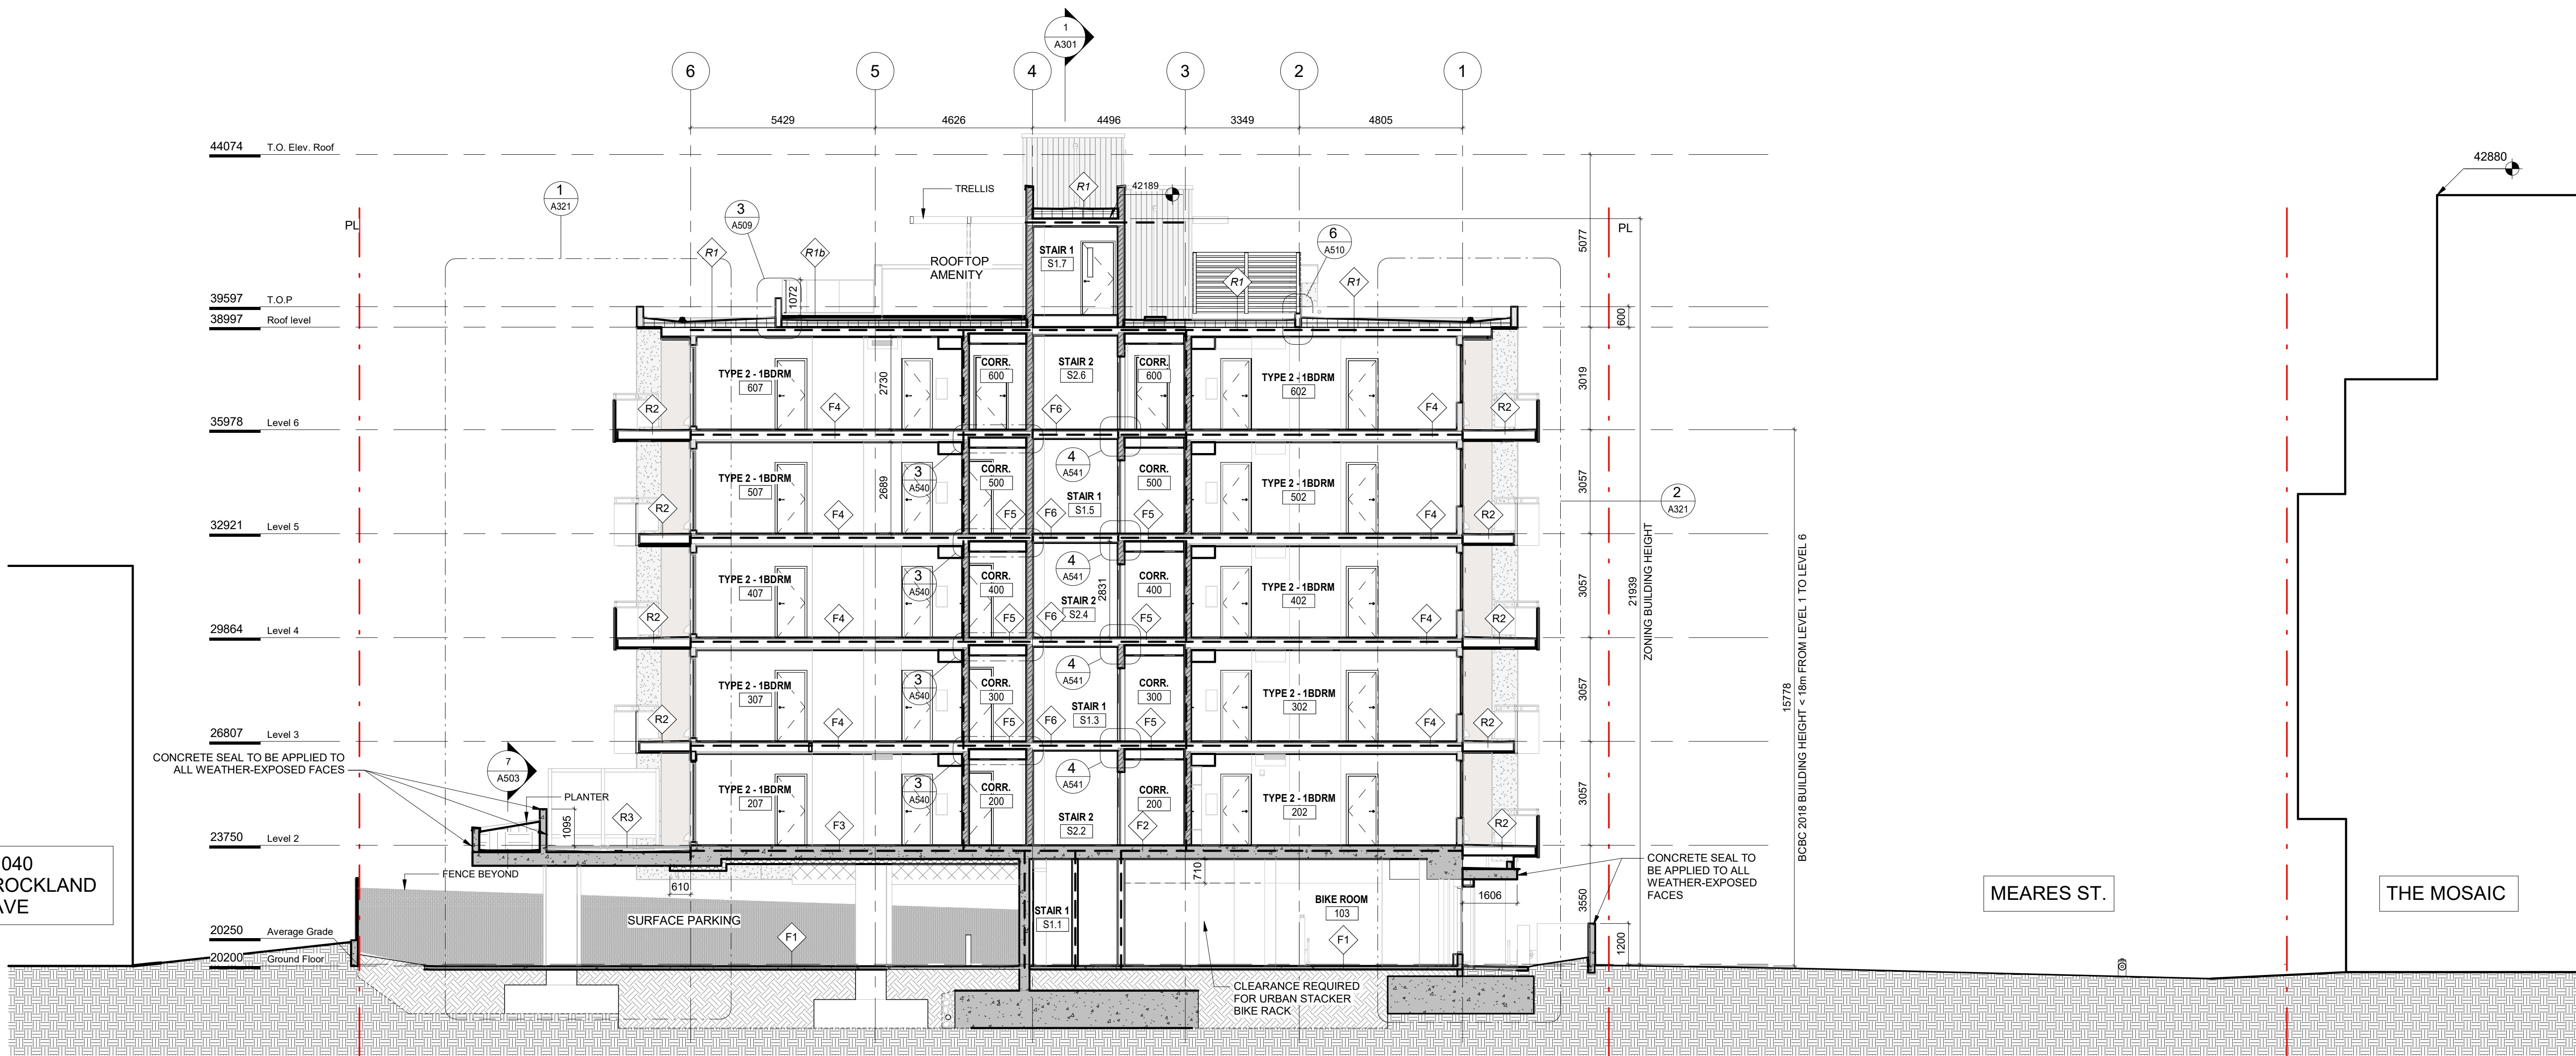 1
A301
6
5
4
3
2
1
5429
4626
4496
3349
4805
44074 T.O. Elev. Roof
42880
1
A321
3
A509
TRELLIS
R1
42189
PL
PL
6
A510
R1
R1b
ROOFTOP
AMENITY
STAIR 1
S1.7
R1
R1
5077
1072
39597 T.O.P
38997 Roof level
600
TYPE 2 - 1BDRM
607
2730
CORR.
600
STAIR 2
S2.6
CORR.
600
TYPE 2 - 1BDRM
602
3019
R2
F4
F6
F4
R2
35978 Level 6
TYPE 2 - 1BDRM
507
2689
3
A540
CORR.
500
4
A541
CORR.
500
TYPE 2 - 1BDRM
502
3057
2
A321
STAIR 1
S1.5
R2
F4
F5
F6
F5
F4
R2
32921 Level 5
TYPE 2 - 1BDRM
407
3
A540
CORR.
400
4
A541
2831
CORR.
400
TYPE 2 - 1BDRM
402
3057
STAIR 2
S2.4
R2
F4
F5
F6
F5
F4
R2
21939
ZONING BUILDING HEIGHT
29864 Level 4
TYPE 2 - 1BDRM
307
3
A540
CORR.
300
4
A541
CORR.
300
TYPE 2 - 1BDRM
302
3057
STAIR 1
S1.3
R2
F4
F5
F6
F5
F4
R2
15778
BCBC 2018 BUILDING HEIGHT < 18m FROM LEVEL 1 TO LEVEL 6
26807 Level 3
CONCRETE SEAL TO BE APPLIED TO
ALL WEATHER-EXPOSED FACES
7
A503
PLANTER
1095
R3
TYPE 2 - 1BDRM
207
3
A540
CORR.
200
4
A541
CORR.
200
TYPE 2 - 1BDRM
202
3057
STAIR 2
S2.2
F3
F2
R2
23750 Level 2
040
ROCKLAND
AVE
FENCE BEYOND
610
710
CONCRETE SEAL TO
BE APPLIED TO ALL
WEATHER-EXPOSED
FACES
1606
3550
MEARES ST.
THE MOSAIC
SURFACE PARKING
STAIR 1
S1.1
BIKE ROOM
103
F1
F1
1200
20250 Average Grade
20200 Ground Floor
CLEARANCE REQUIRED
FOR URBAN STACKER
BIKE RACK